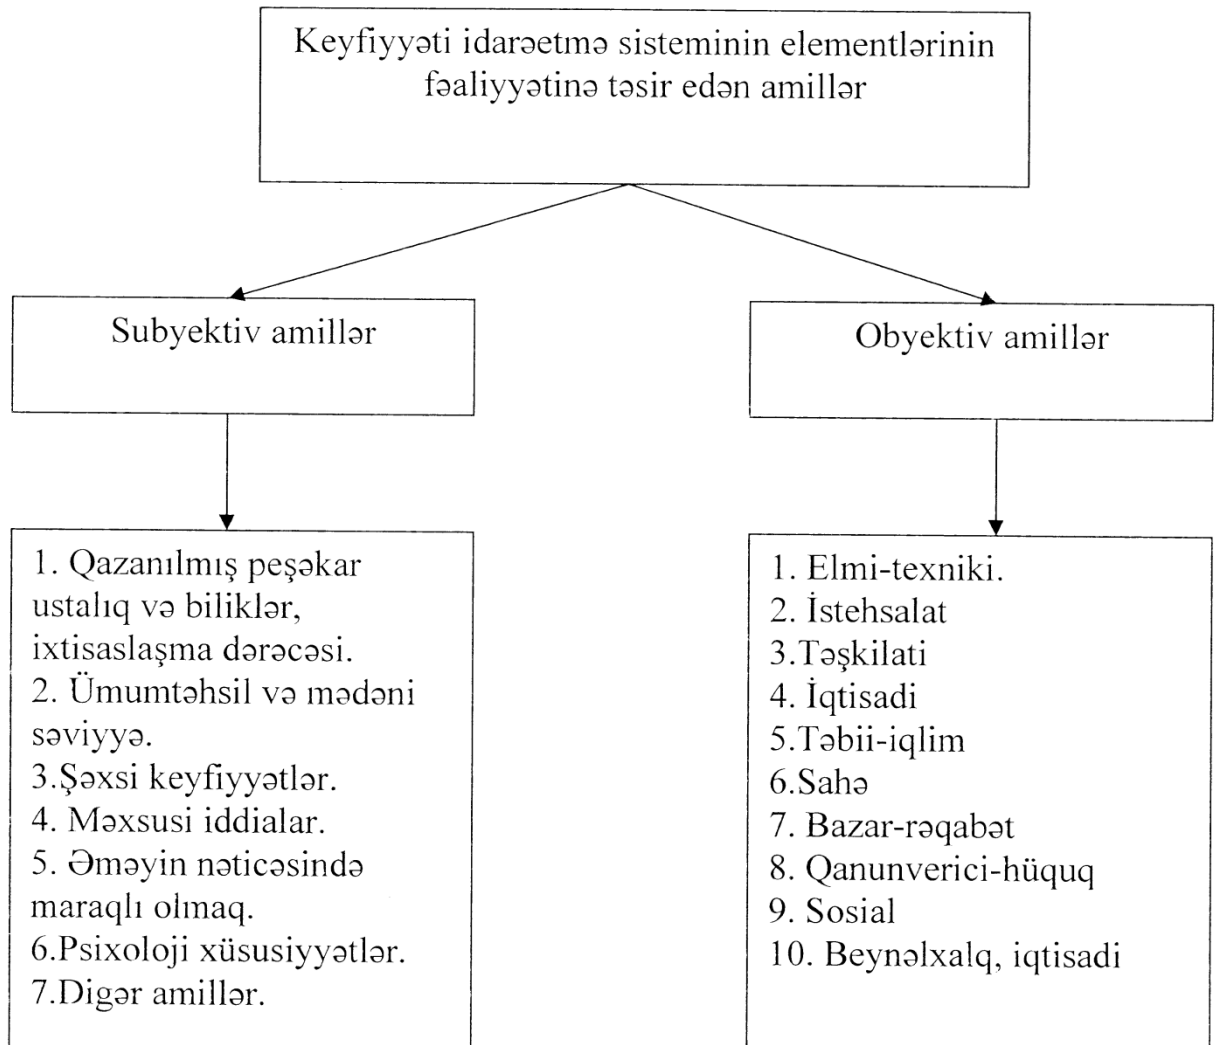 Keyfiyyəti idarəetmə sisteminin elementlərinin
fəaliyyətinə təsir edən amillər
Subyektiv amillər
Obyektiv amillər
1. Qazanılmış peşəkar
ustalıq və biliklər,
ixtisaslaşma dərəcəsi.
2. Ümumtəhsil və mədəni
səviyyə.
3.Şəxsi keyfiyyətlər.
4. Məxsusi iddialar.
5. Əməyin nəticəsində
maraqlı olmaq.
6.Psixoloji xüsusiyyətlər.
7.Digər amillər.
1. Elmi-texniki.
2. İstehsalat
3.Təşkilati
4. İqtisadi
5.Təbii-iqlim
6.Sahə
7. Bazar-rəqabət
8. Qanunverici-hüquq
9. Sosial
10. Beynəlxalq, iqtisadi